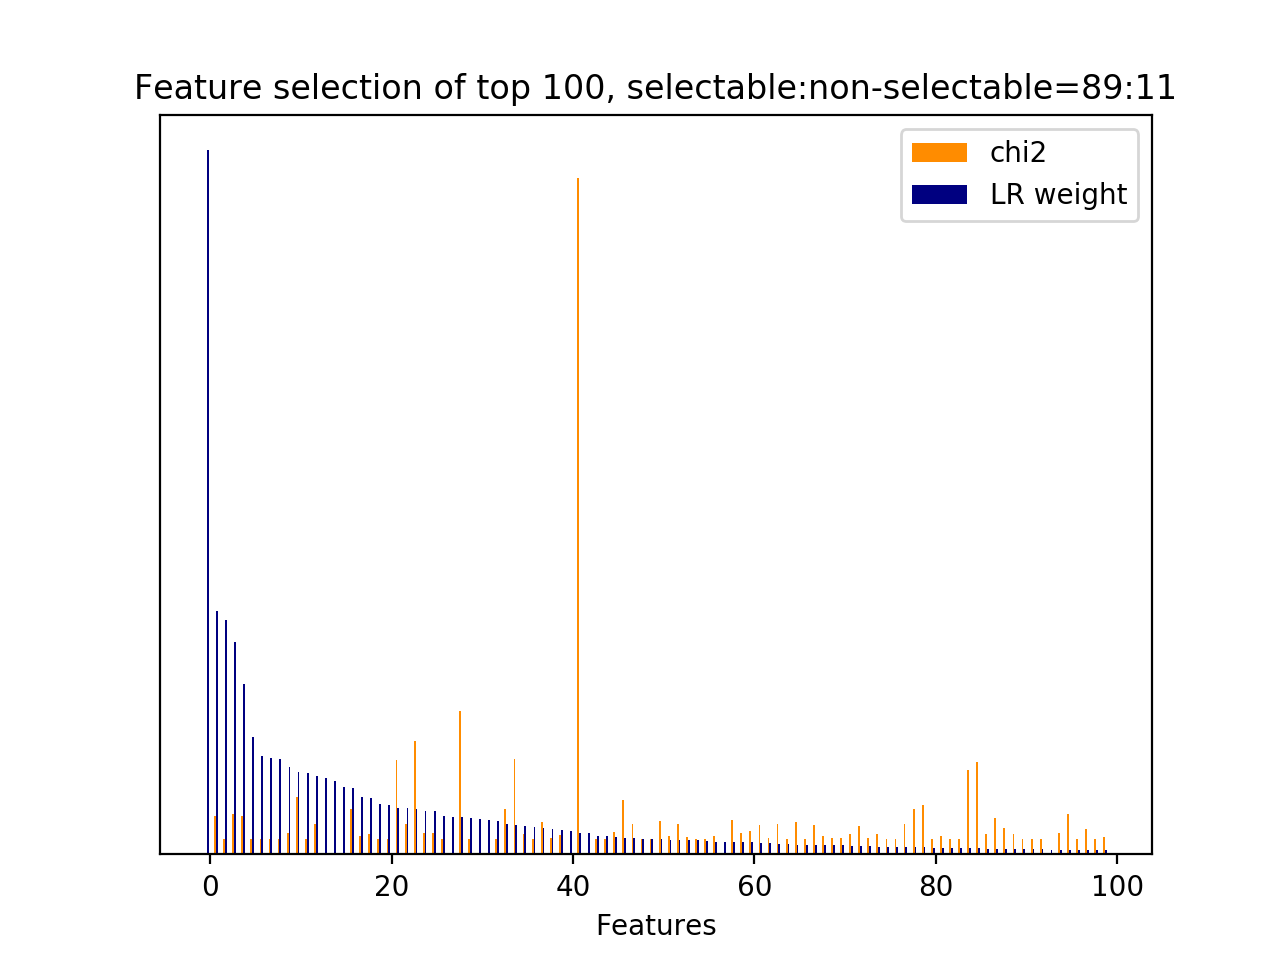 Feature selection of top 100, selectable:non-selectable=89:11
chi2
LR weight
0 20 40 60 80 100
Features